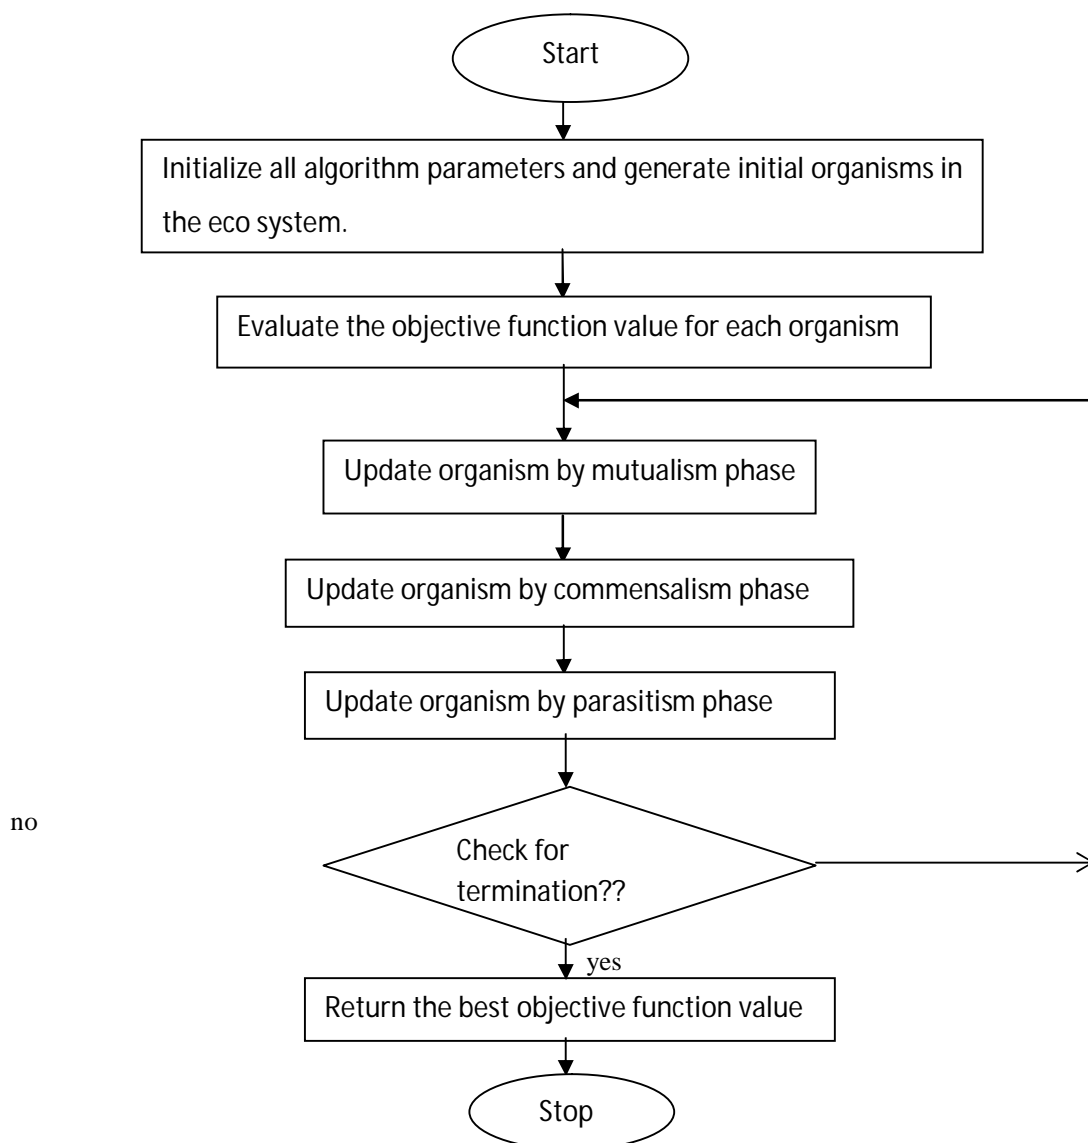 Start
Initialize all algorithm parameters and generate initial organisms in
the eco system.
Evaluate the objective function value for each organism
Update organism by mutualism phase
Update organism by commensalism phase
Update organism by parasitism phase
no
Check for
termination??
yes
Return the best objective function value
Stop